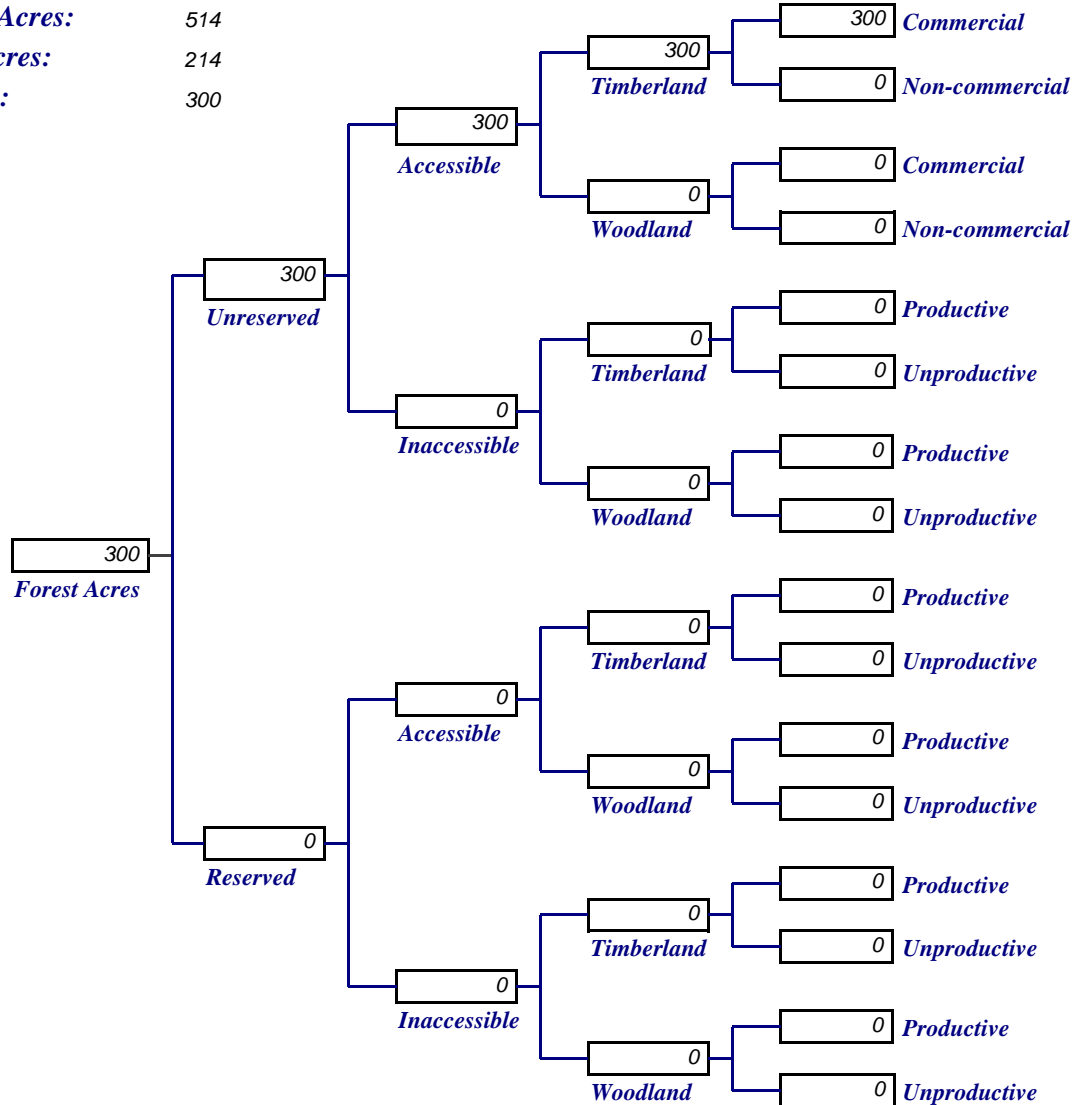 Acres: 514
cres: 214
: 300
300 Commercial
300
Timberland
0 Non-commercial
300
Accessible
0 Commercial
0
Woodland
0 Non-commercial
300
Unreserved
0 Productive
0
Timberland
0 Unproductive
0
Inaccessible
0 Productive
0
Woodland
0 Unproductive
300
Forest Acres
0 Productive
0
Timberland
0 Unproductive
0
Accessible
0 Productive
0
Woodland
0 Unproductive
0
Reserved
0 Productive
0
Timberland
0 Unproductive
0
Inaccessible
0 Productive
0
Woodland
0 Unproductive